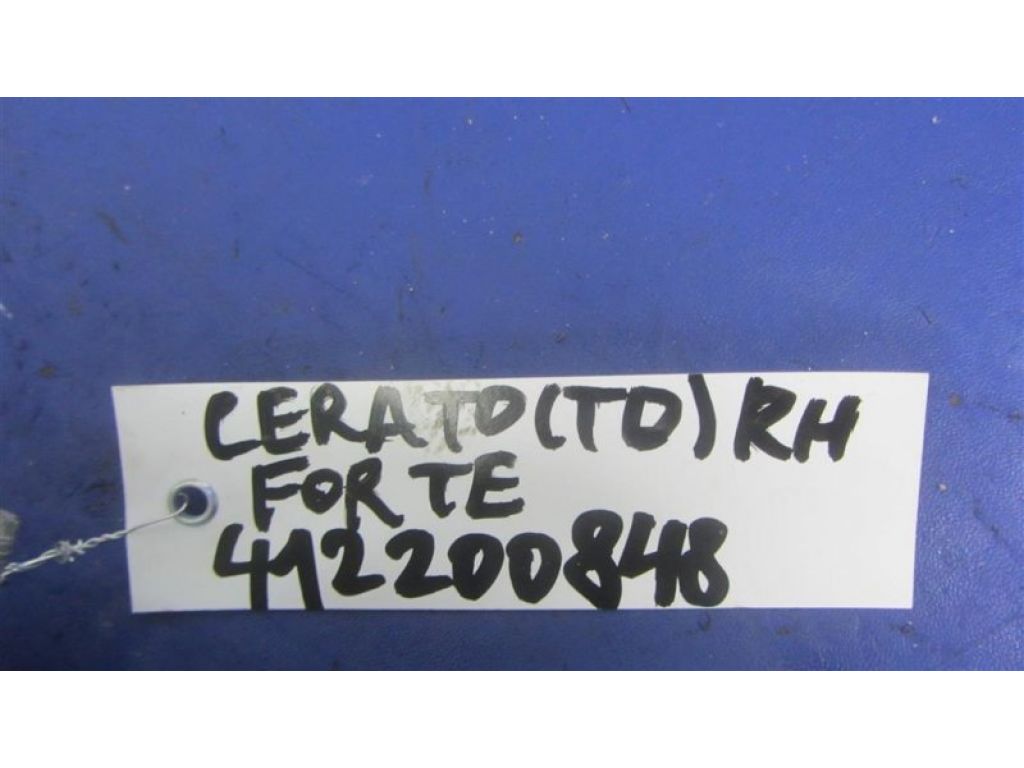 CERATO(TD)RH
FORTE
412200848